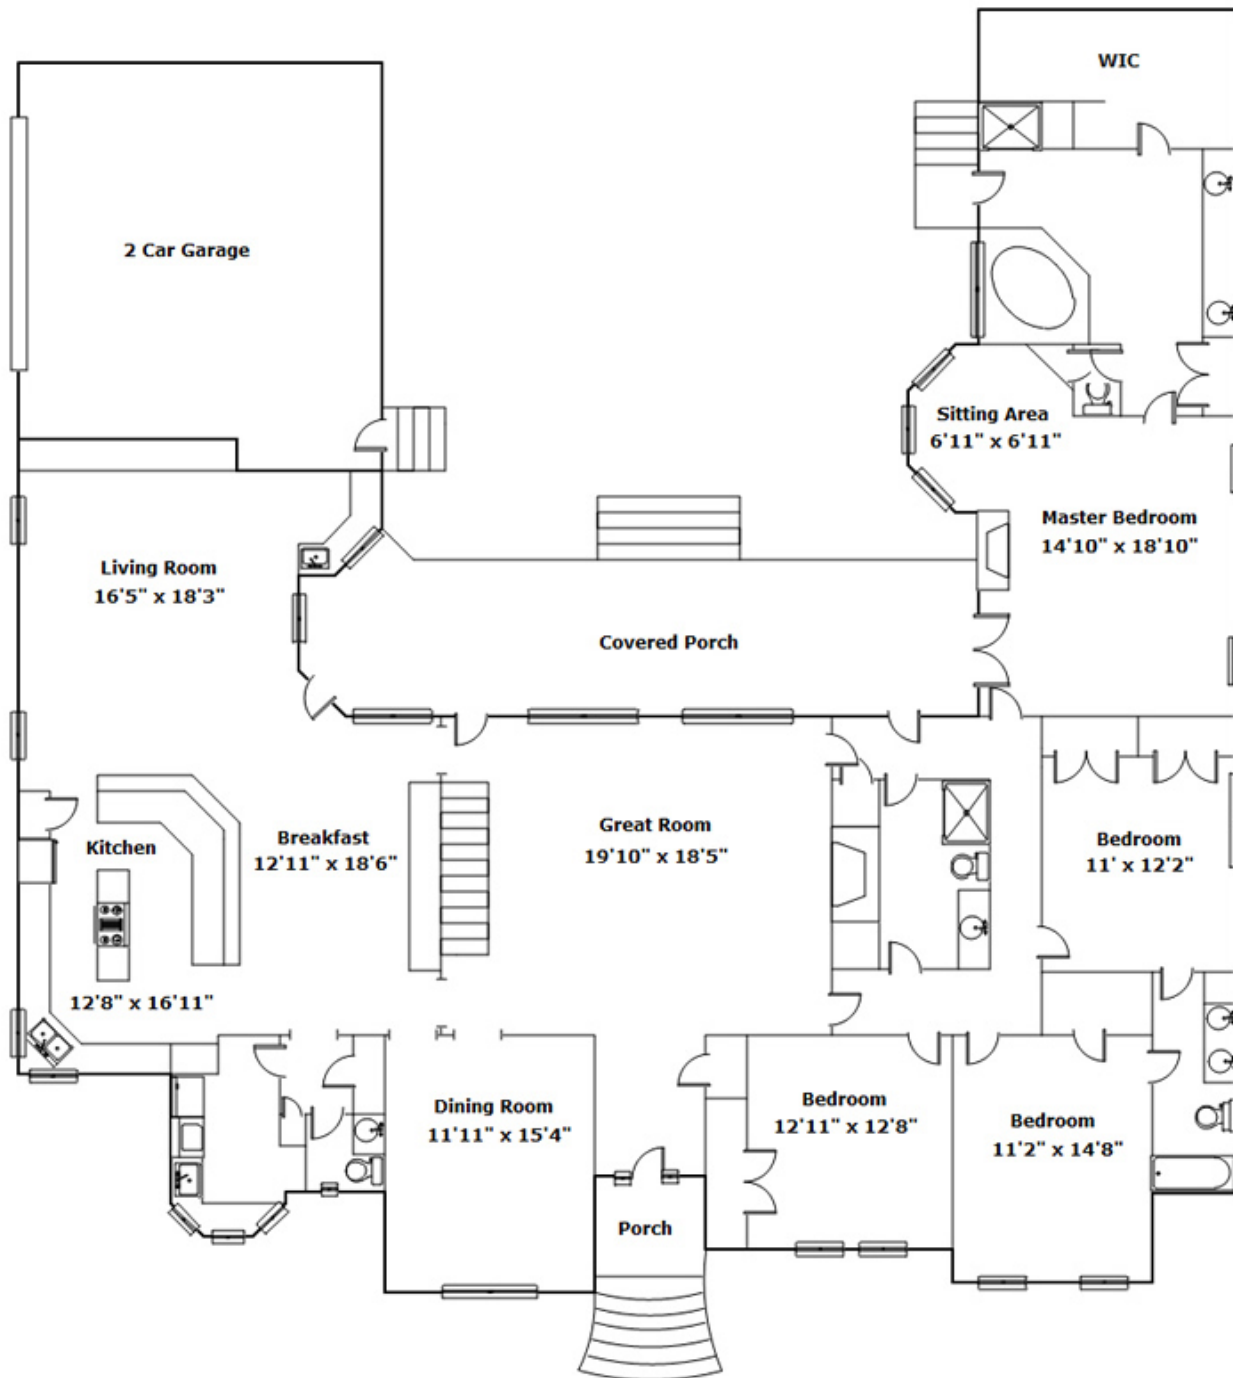 WIC
2 Car Garage
Sitting Area
6'11" x 6'11"
Master Bedroom
14'10" x 18'10"
Living Room
16'5" x 18'3"
Covered Porch
Kitchen
12'8" x 16'11"
Breakfast
12'11" x 18'6"
Great Room
19'10" x 18'5"
Bedroom
11' x 12'2"
Dining Room
11'11" x 15'4"
Bedroom
12'11" x 12'8"
Bedroom
11'2" x 14'8"
Porch